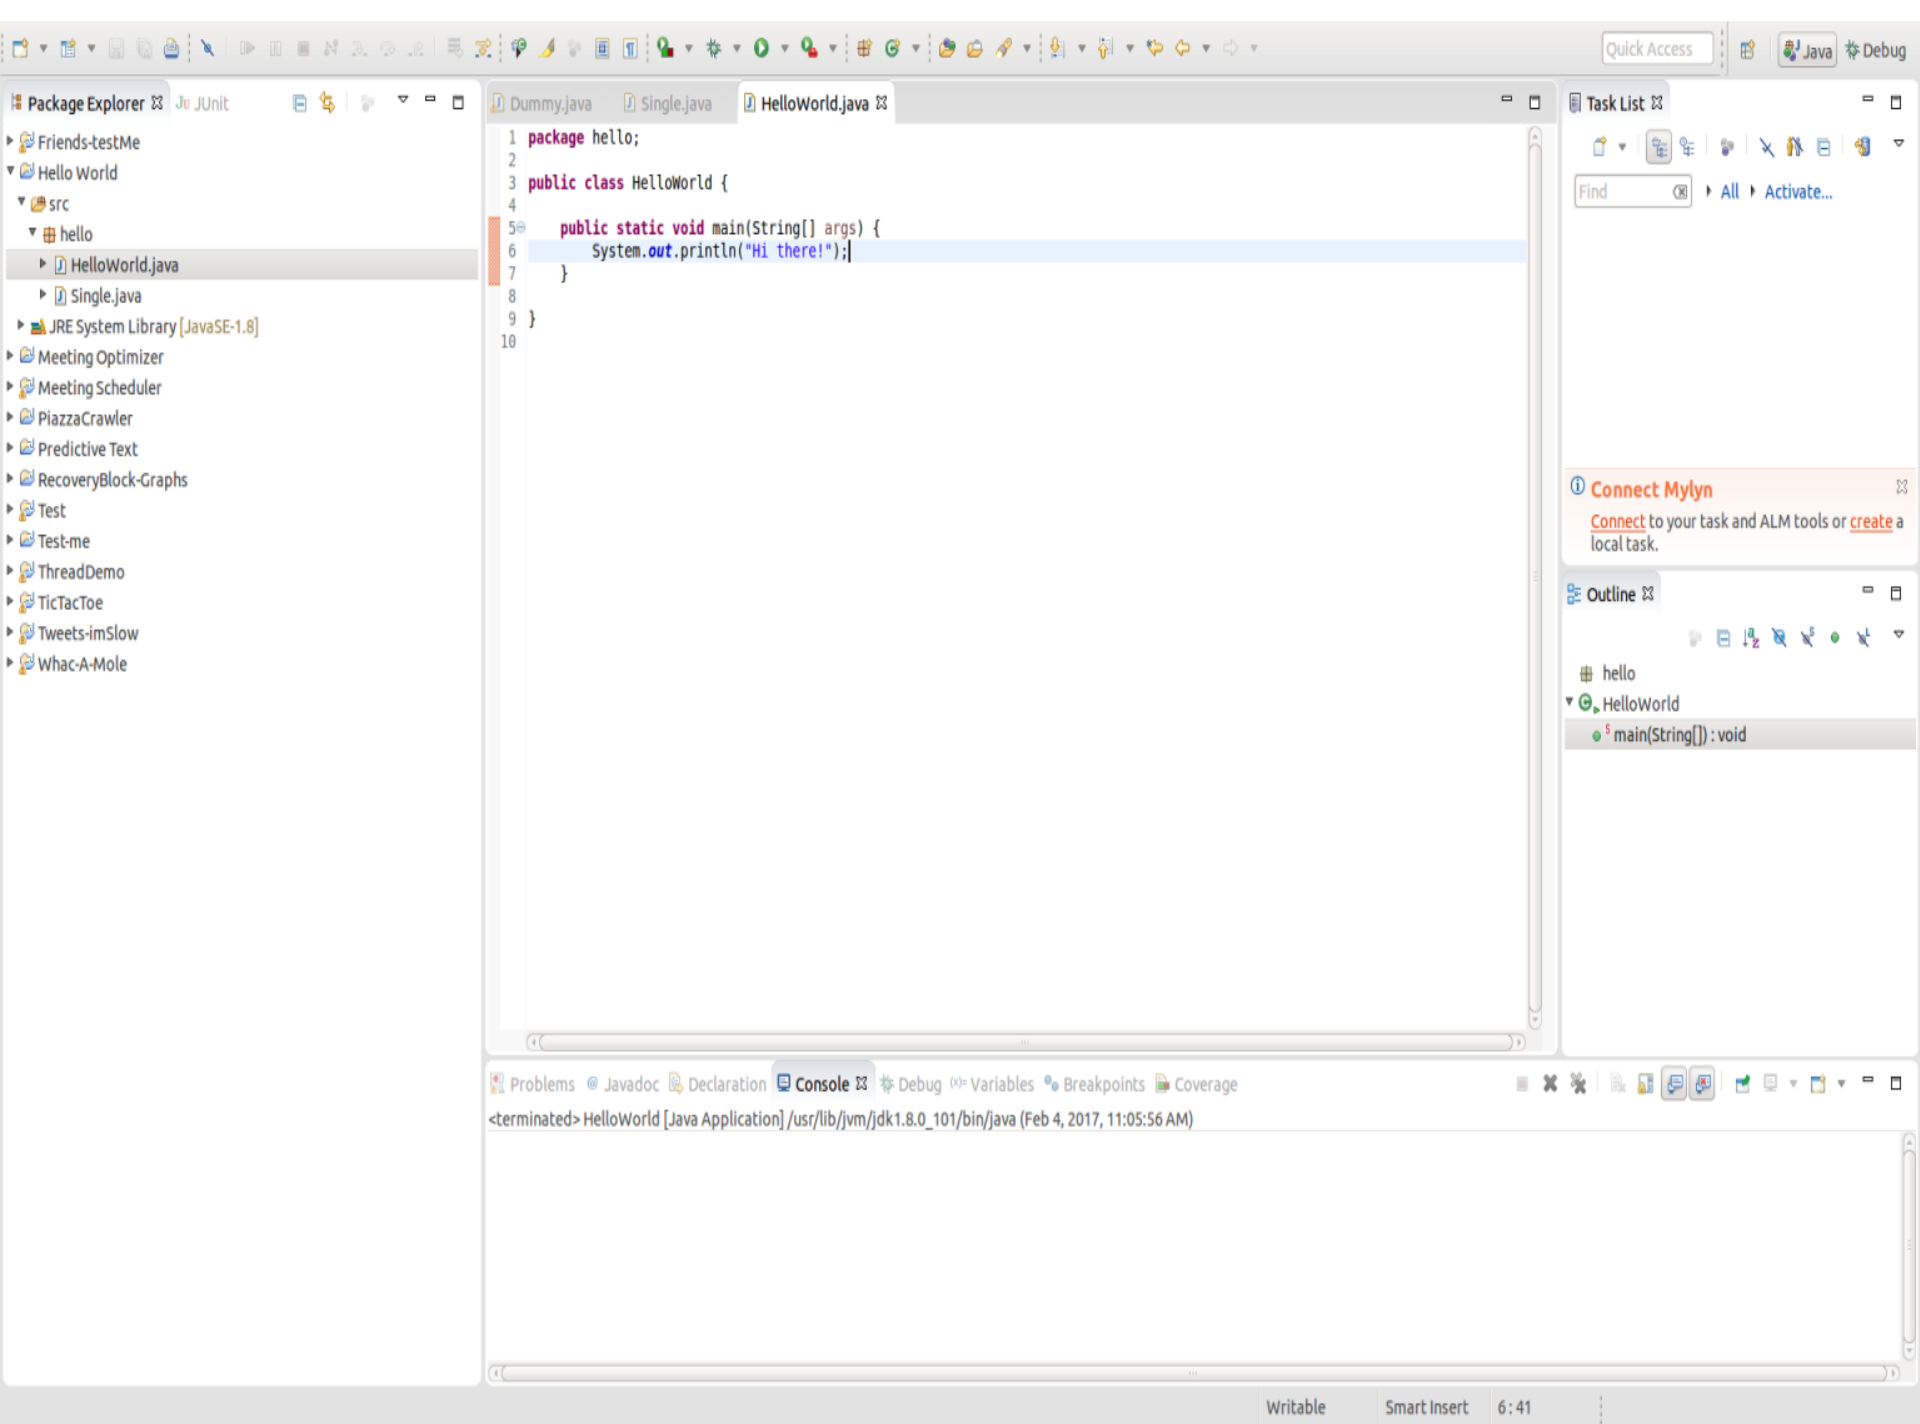 Quick Access
Java
Debug
Package Explorer
JUnit
Friends-testMe
Hello World
src
hello
HelloWorld.java
Single.java
JRE System Library [JavaSE-1.8]
Meeting Optimizer
Meeting Scheduler
PiazzaCrawler
Predictive Text
RecoveryBlock-Graphs
Test
Test-me
ThreadDemo
TicTacToe
Tweets-imSlow
Whac-A-Mole
Dummy.java
Single.java
HelloWorld.java
1 package hello;
2
3 public class HelloWorld {
4
5 public static void main(String[] args) {
6 System.out.println("Hi there!");
7 }
8
9 }
10
Task List
Find
All
Activate...
Connect Mylyn
Connect to your task and ALM tools or create a
local task.
Outline
hello
HelloWorld
main(String[]) : void
Problems
Javadoc
Declaration
Console
Debug
Variables
Breakpoints
Coverage
<terminated> HelloWorld [Java Application] /usr/lib/jvm/jdk1.8.0_101/bin/java (Feb 4, 2017, 11:05:56 AM)
Writable
Smart Insert
6 : 41